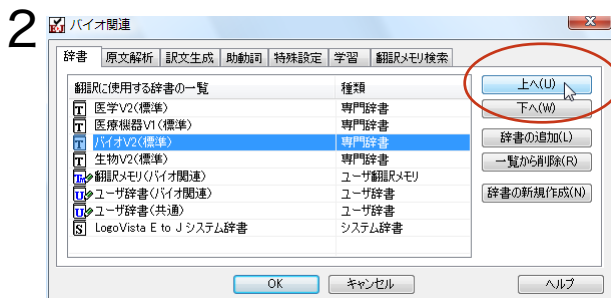 2
E-J バイオ関連
辞書 原文解析 訳文生成 助動詞 特殊設定 学習 翻訳メモリ検索
翻訳に使用する辞書の一覧 種類
T 医学V2(標準) 専門辞書
T 医療機器V1(標準) 専門辞書
T バイオV2(標準) 専門辞書
T 生物V2(標準) 専門辞書
TM 翻訳メモリ(バイオ関連) ユーザ翻訳メモリ
U ユーザ辞書(バイオ関連) ユーザ辞書
U ユーザ辞書(共通) ユーザ辞書
S LogoVista E to J システム辞書 システム辞書
上へ(U)
下へ(W)
辞書の追加(L)
一覧から削除(R)
辞書の新規作成(N)
OK キャンセル ヘルプ